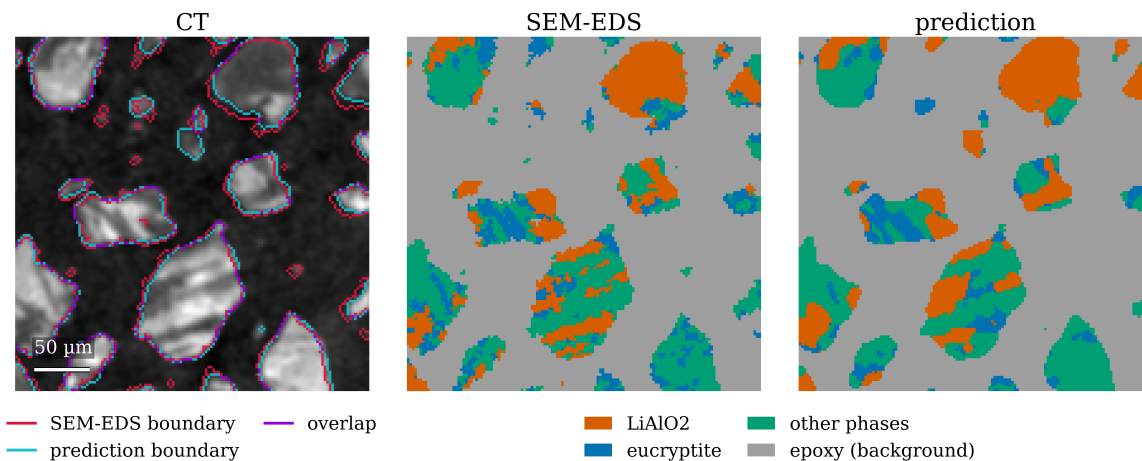 CT
SEM-EDS
prediction
50 µm
SEM-EDS boundary
overlap
prediction boundary
LiAlO2
other phases
eucryptite
epoxy (background)